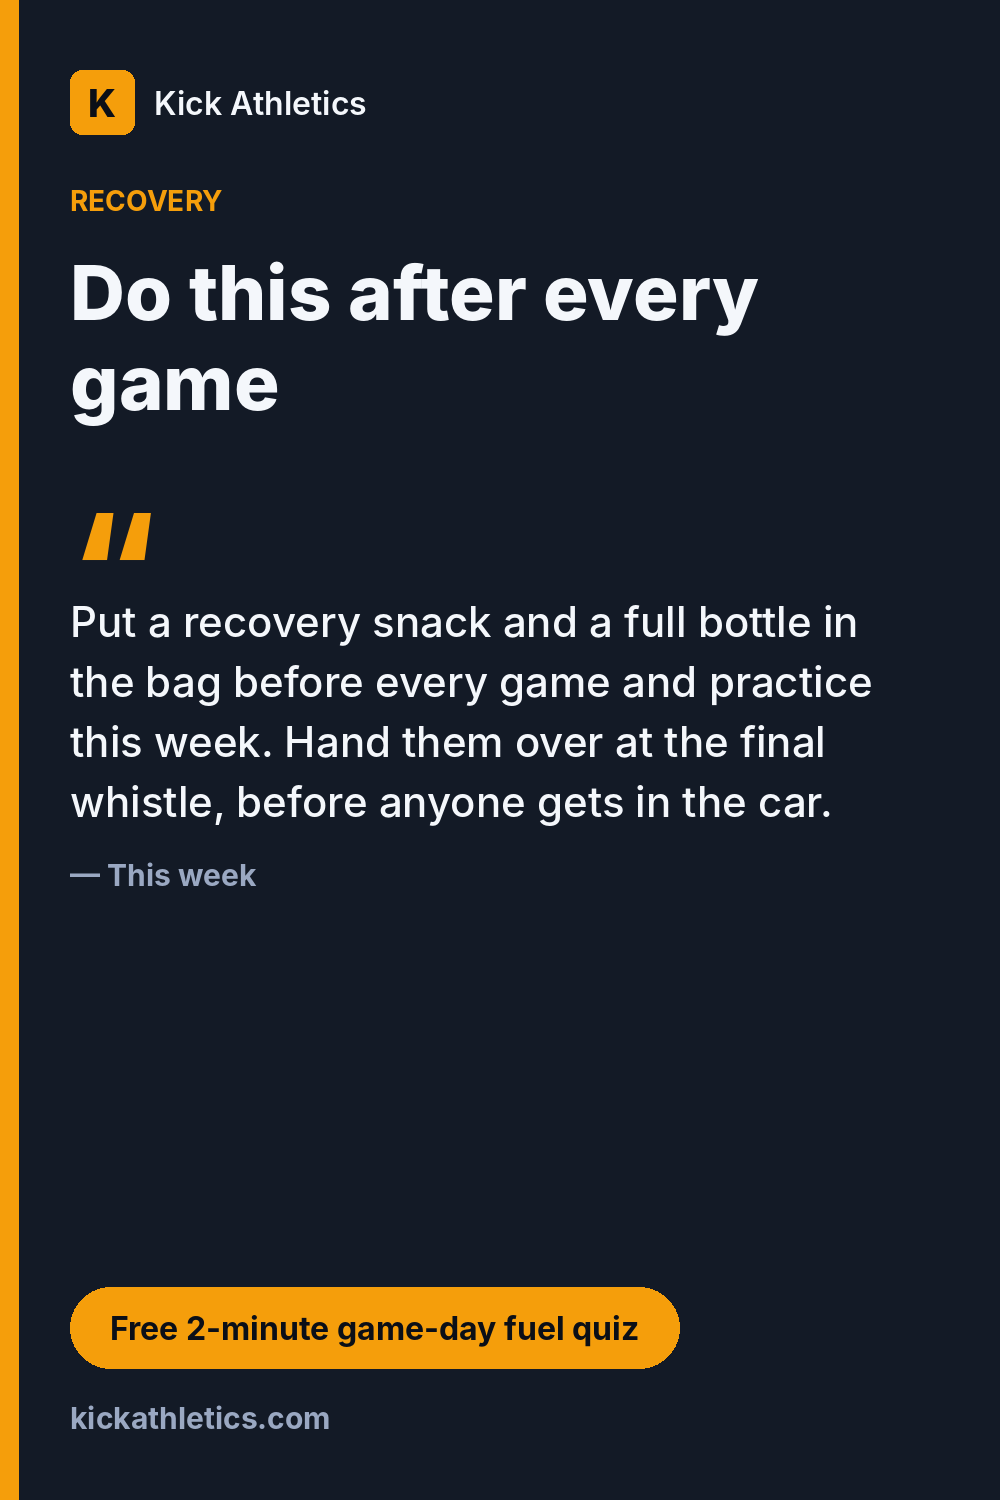 K
Kick Athletics
RECOVERY
Do this after every
game
“
Put a recovery snack and a full bottle in
the bag before every game and practice
this week. Hand them over at the final
whistle, before anyone gets in the car.
— This week
Free 2-minute game-day fuel quiz
kickathletics.com